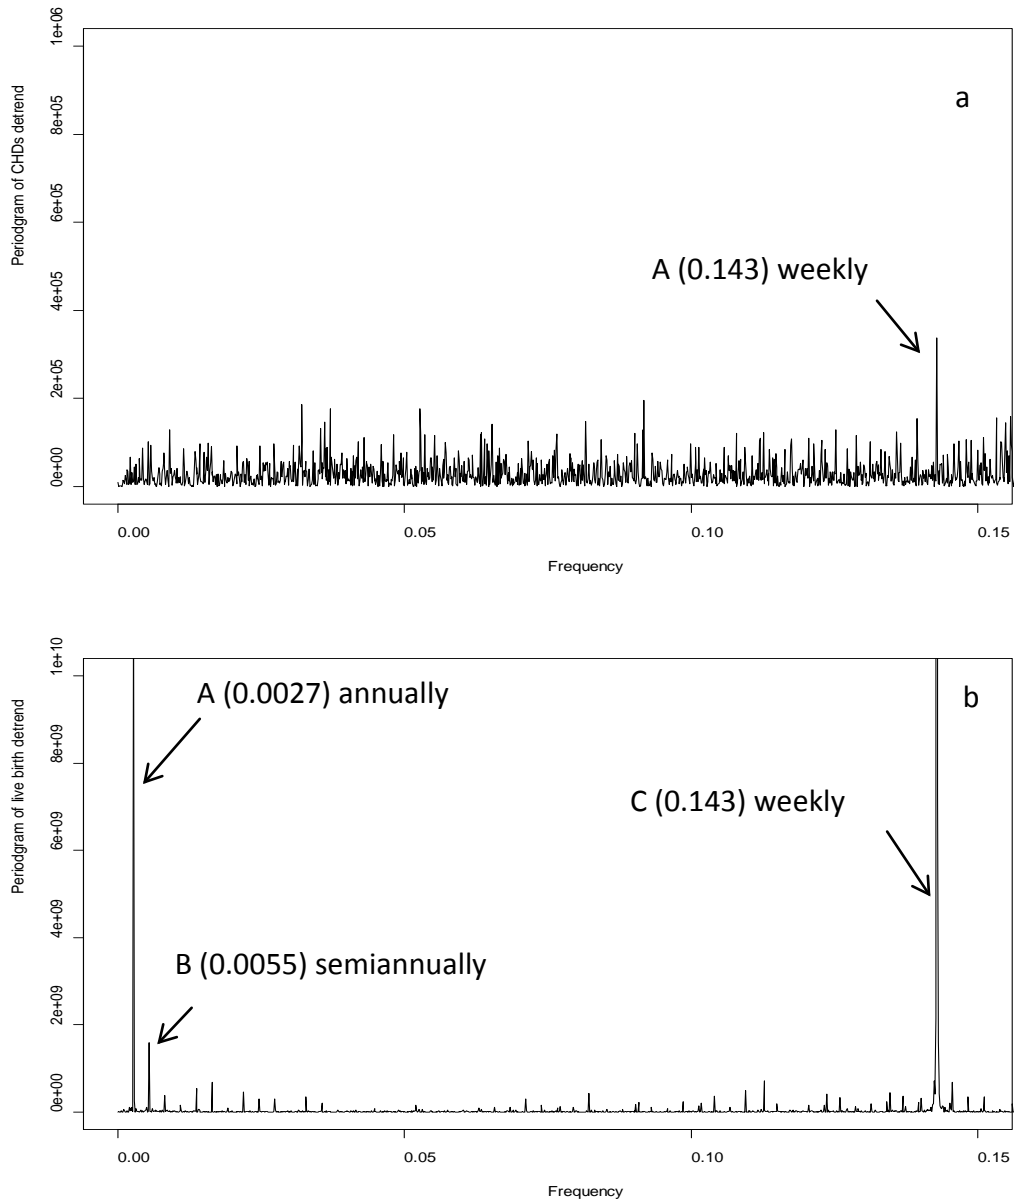 Periodgram of CHDs detrend
1e+06
8e+05
6e+05
4e+05
2e+05
0e+00
a
A (0.143) weekly
0.00 0.05 0.10 0.15
Frequency
Periodgram of live birth detrend
1e+10
8e+09
6e+09
4e+09
2e+09
0e+00
b
A (0.0027) annually
C (0.143) weekly
B (0.0055) semiannually
0.00 0.05 0.10 0.15
Frequency